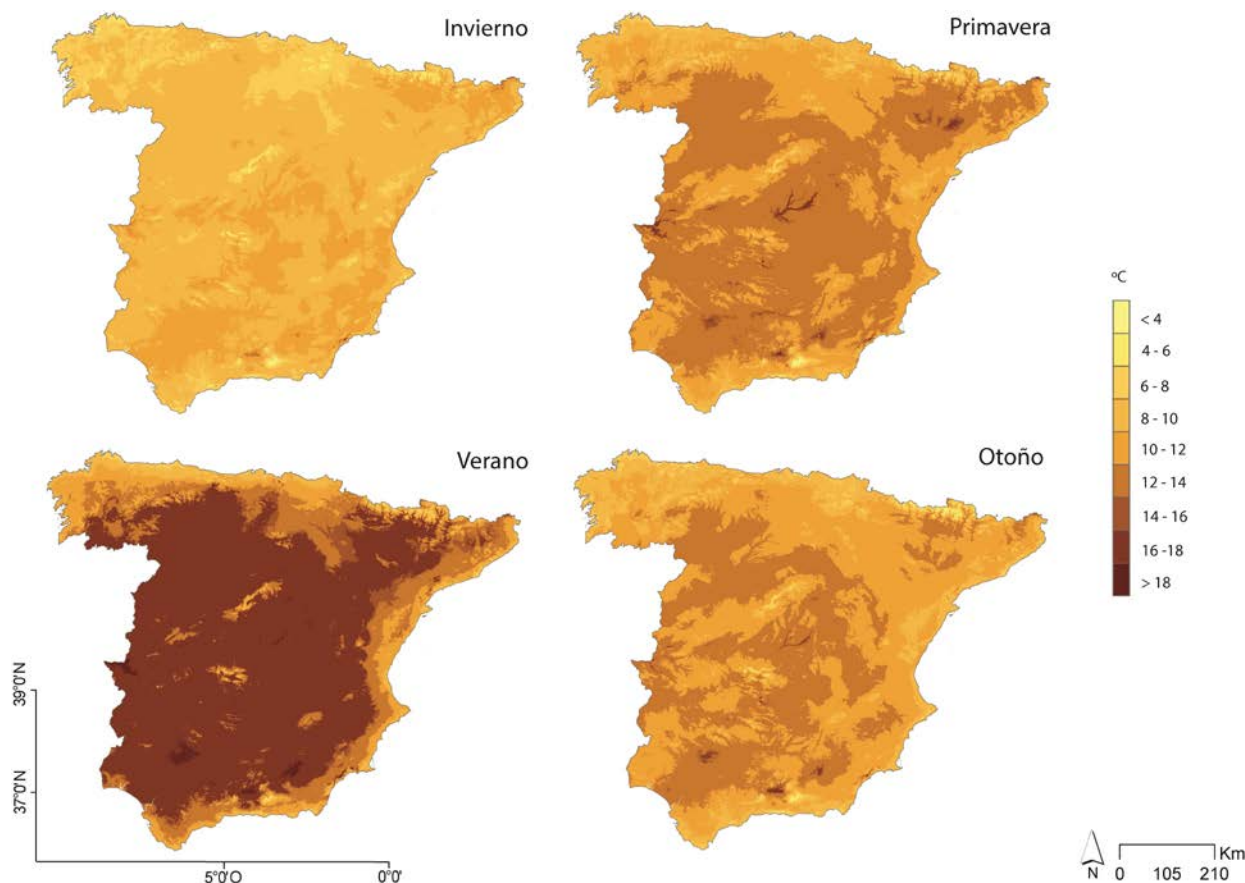 Invierno
Primavera
ºC
< 4
4 - 6
6 - 8
8 - 10
10 - 12
12 - 14
14 - 16
16 - 18
> 18
Verano
Otoño
39°0'N
37°0'N
5°0'O
0°0'
N
0 105 210
Km